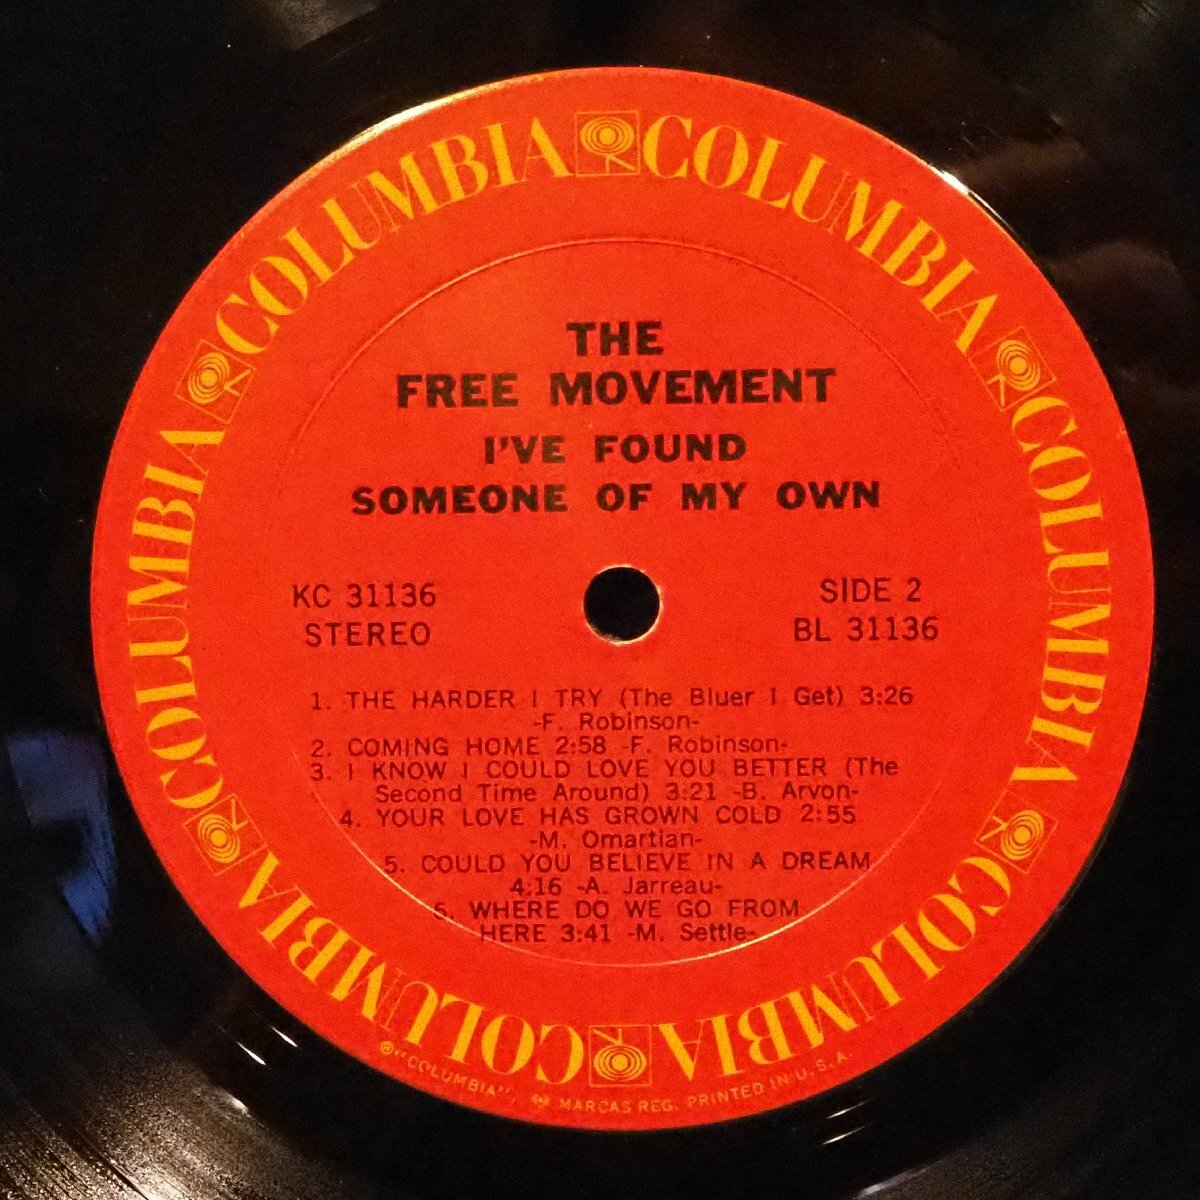 COLUMBIA COLUMBIA COLUMBIA COLUMBIA COLUMBIA COLUMBIA
THE
FREE MOVEMENT
I'VE FOUND
SOMEONE OF MY OWN
KC 31136
STEREO
SIDE 2
BL 31136
1. THE HARDER I TRY (The Bluer I Get) 3:26
-F. Robinson-
2. COMING HOME 2:58 -F. Robinson-
3. I KNOW I COULD LOVE YOU BETTER (The
Second Time Around) 3:21 -B. Arvon-
4. YOUR LOVE HAS GROWN COLD 2:55
-M. Omartian-
5. COULD YOU BELIEVE IN A DREAM
4:16 -A. Jarreau-
6. WHERE DO WE GO FROM
HERE 3:41 -M. Settle-
℗"COLUMBIA", MARCAS REG. PRINTED IN U.S.A.